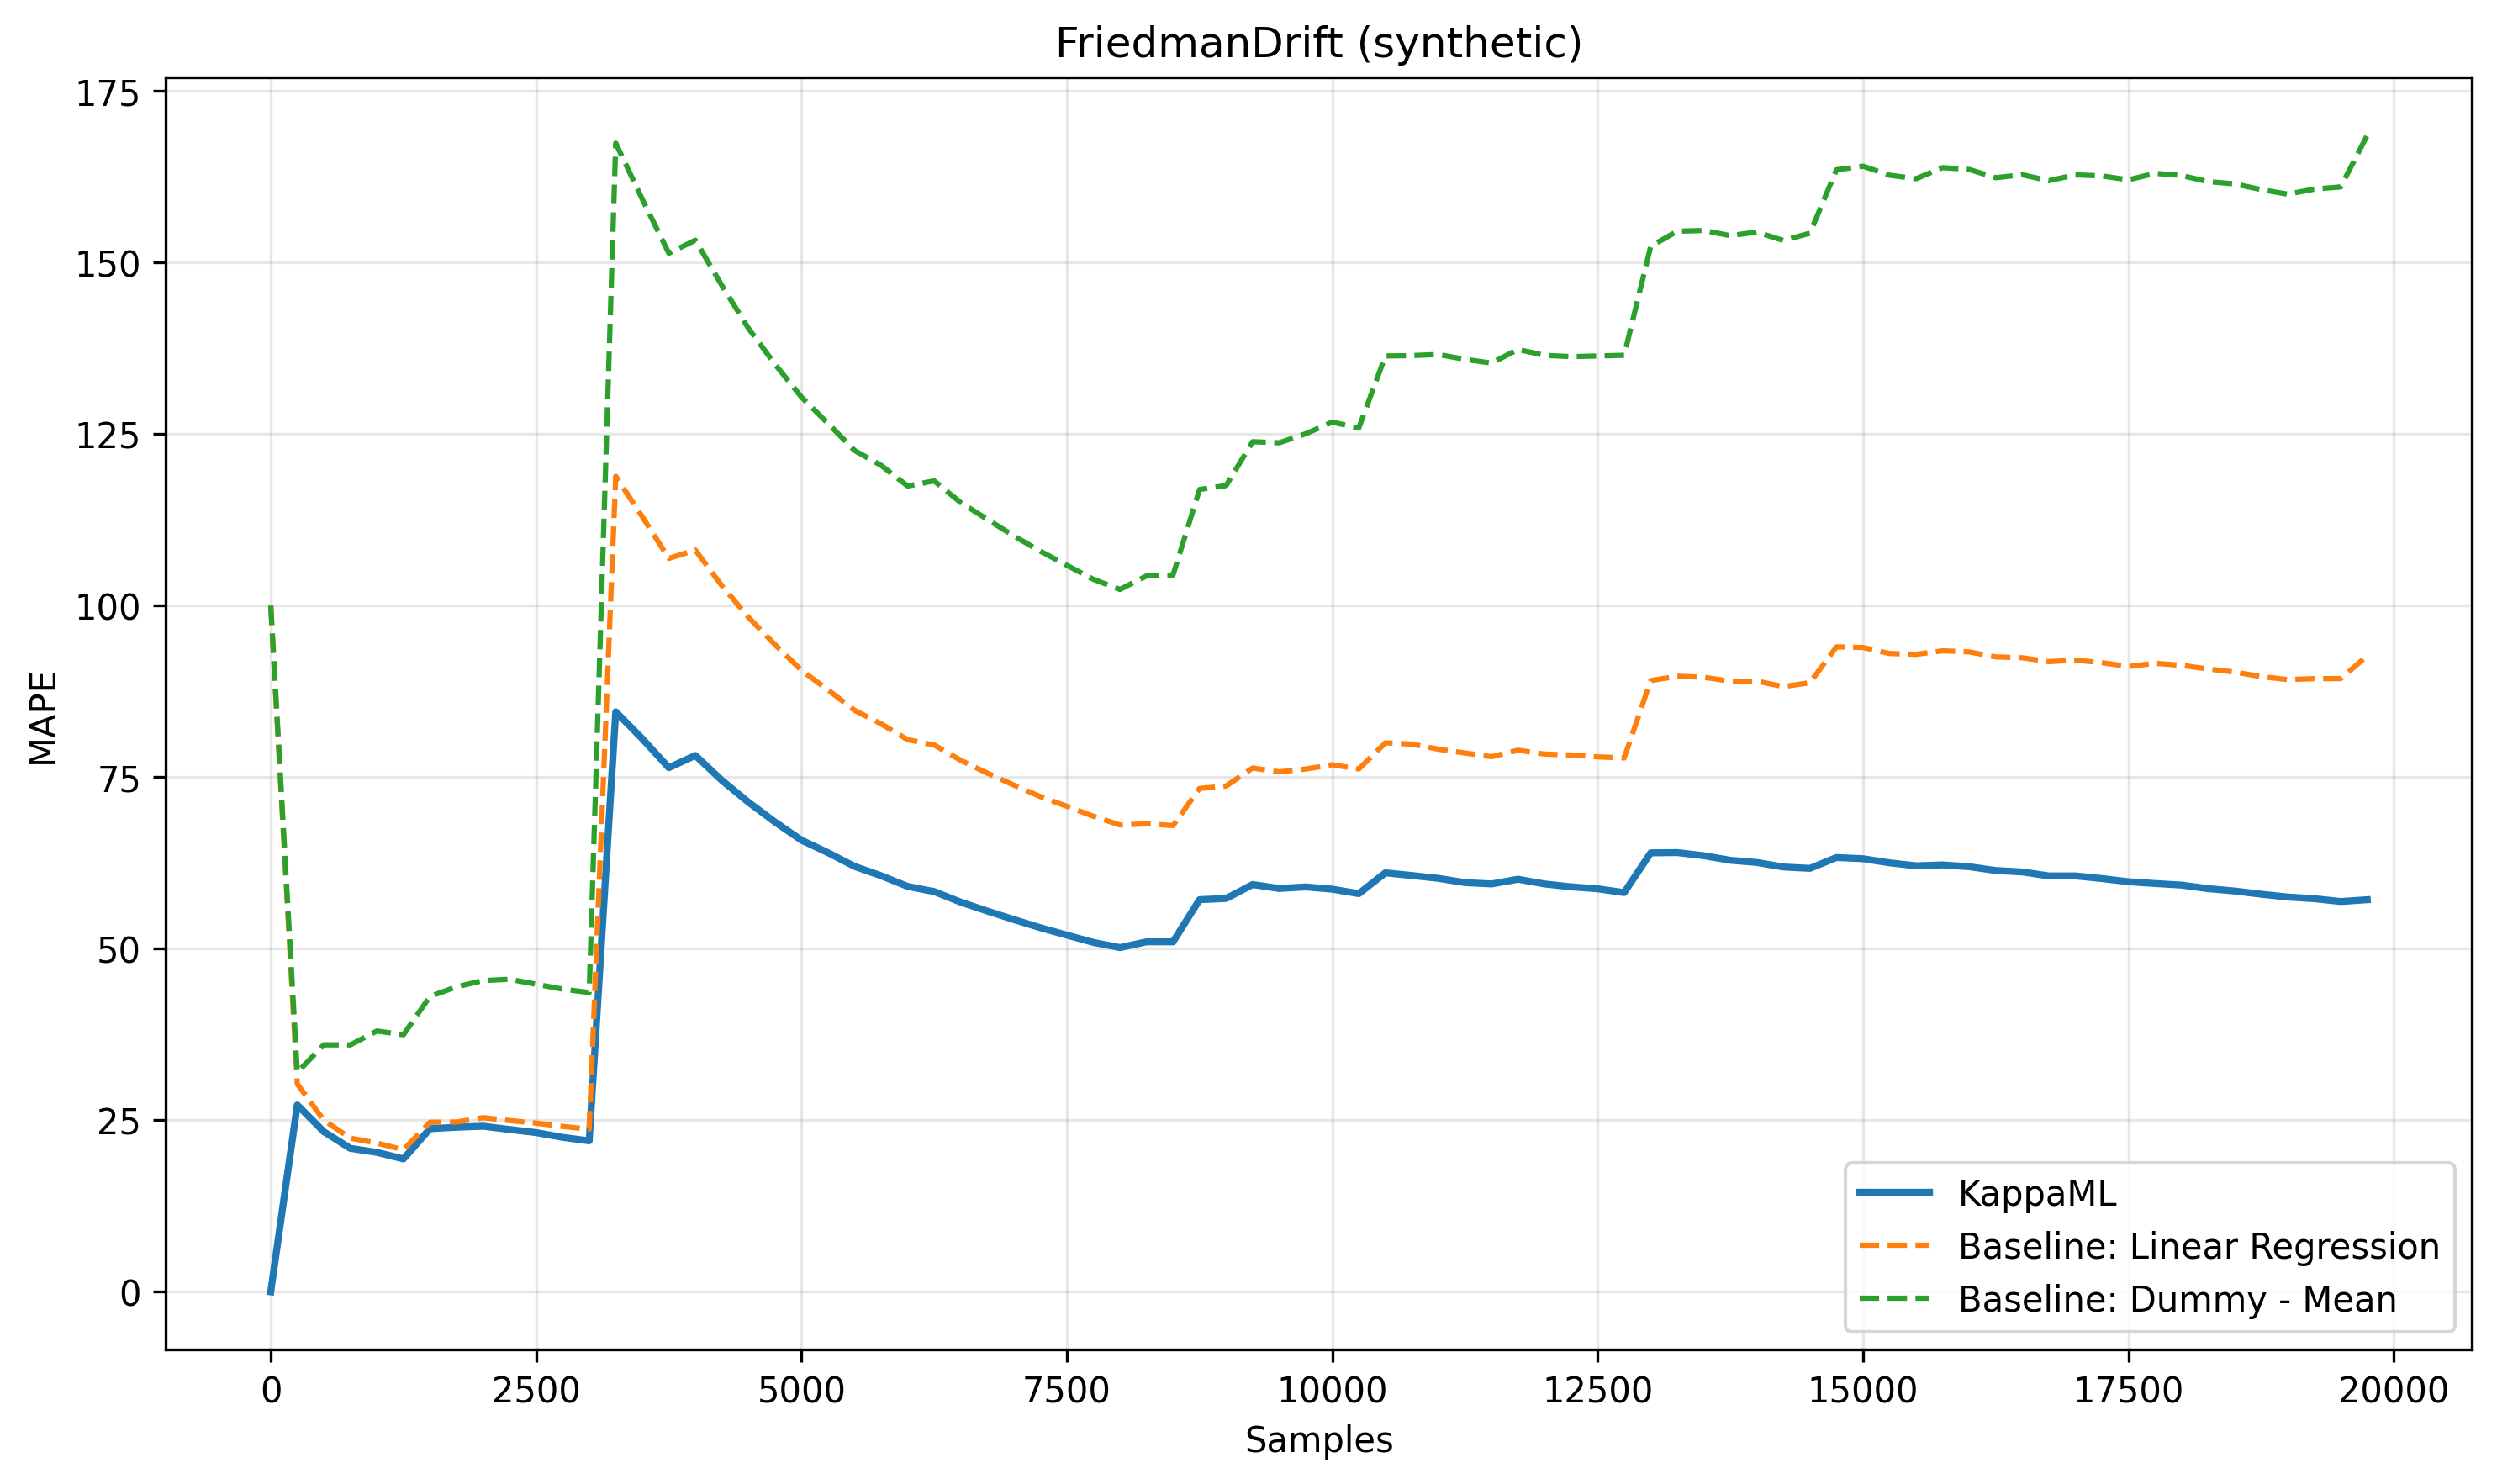 FriedmanDrift (synthetic)
175
150
125
100
75
50
25
0
MAPE
0 2500 5000 7500 10000 12500 15000 17500 20000
Samples
KappaML
Baseline: Linear Regression
Baseline: Dummy - Mean